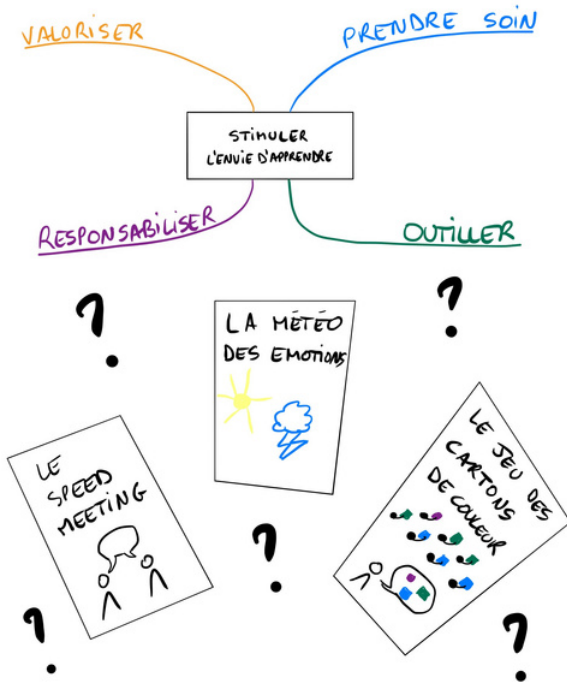 VALORISER
PRENDRE SOIN
STIMULER
L'ENVIE D'APPRENDRE
RESPONSABILISER
OUTILLER
?
?
LA MÉTÉO
DES EMOTIONS
LE
SPEED
MEETING
LE JEU DES
CARTONS
DE COULEUR
?
?
?